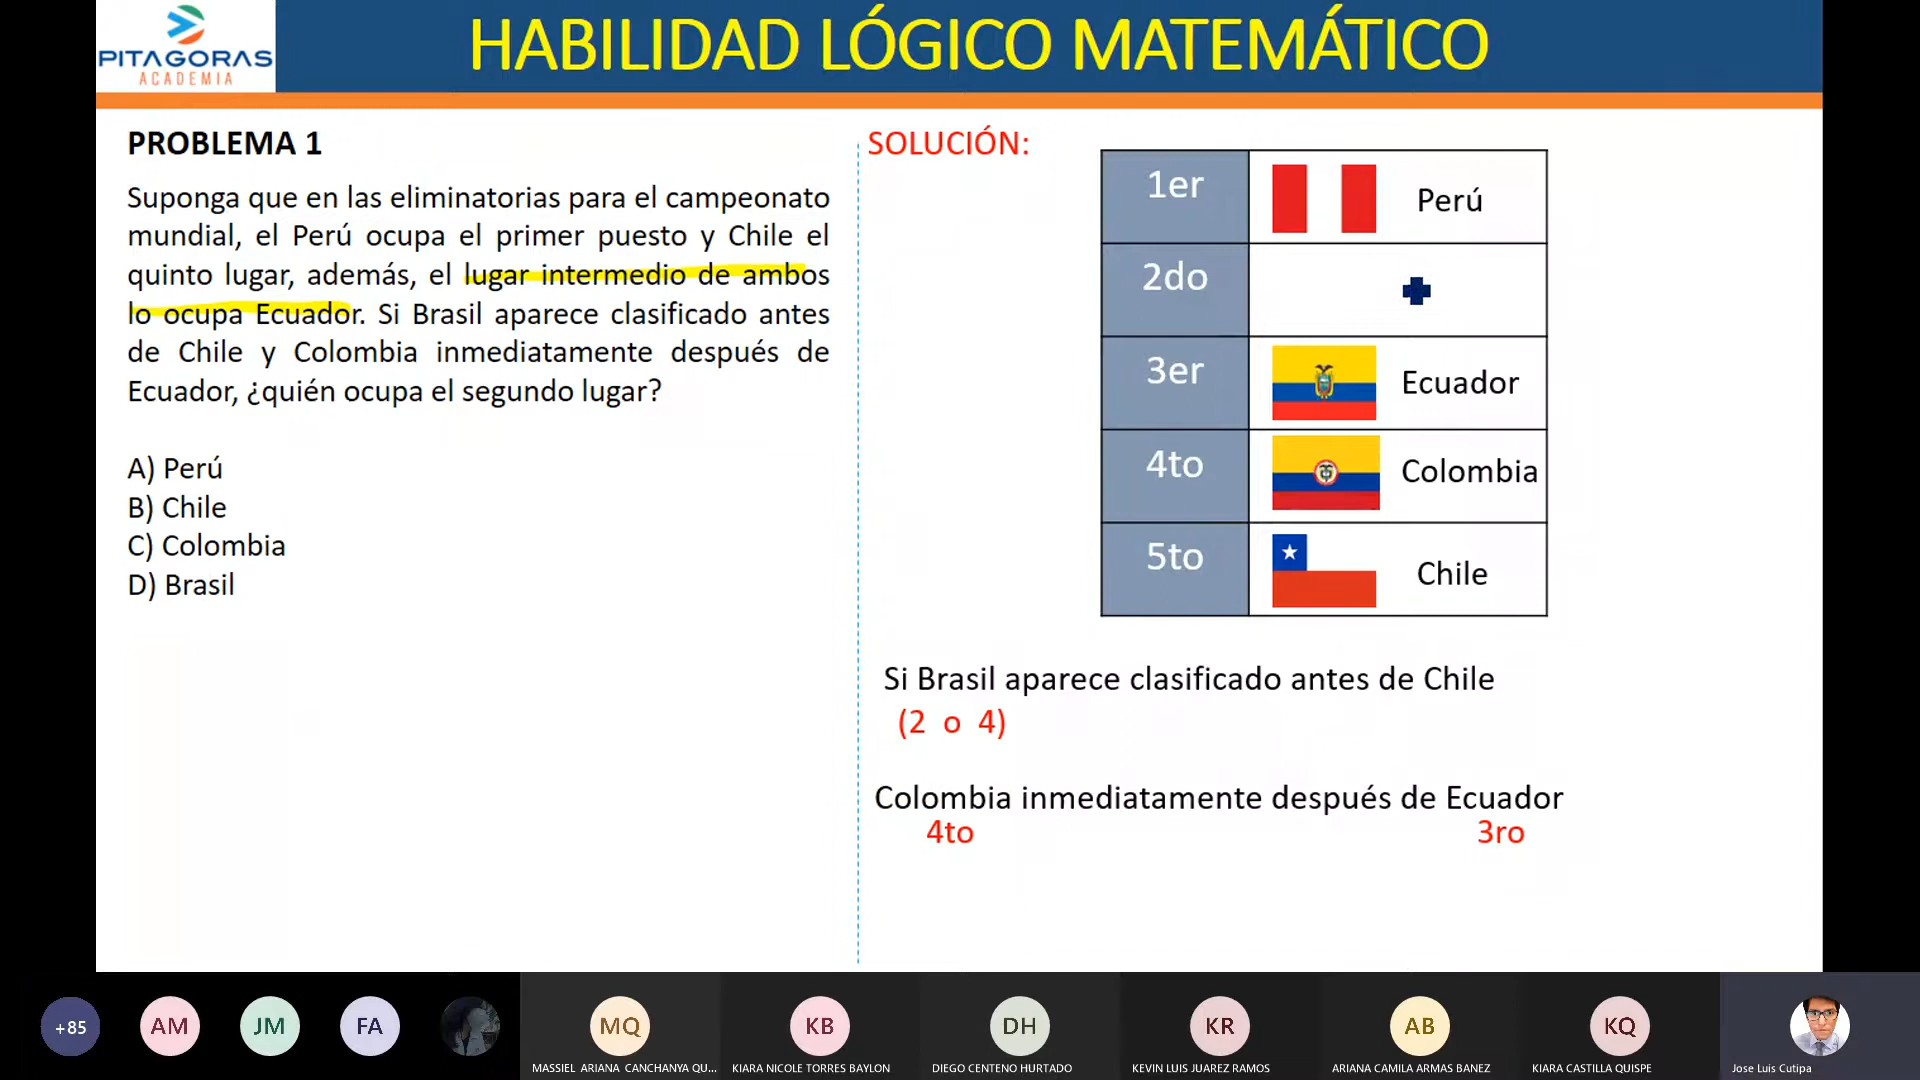 PITAGORAS
ACADEMIA
HABILIDAD LÓGICO MATEMÁTICO
PROBLEMA 1
Suponga que en las eliminatorias para el campeonato
mundial, el Perú ocupa el primer puesto y Chile el
quinto lugar, además, el lugar intermedio de ambos
lo ocupa Ecuador. Si Brasil aparece clasificado antes
de Chile y Colombia inmediatamente después de
Ecuador, ¿quién ocupa el segundo lugar?
A) Perú
B) Chile
C) Colombia
D) Brasil
SOLUCIÓN:
1er Perú
2do
3er Ecuador
4to Colombia
5to Chile
Si Brasil aparece clasificado antes de Chile
(2 o 4)
Colombia inmediatamente después de Ecuador
4to 3ro
+85 AM JM FA MQ KB DH KR AB KQ
MASSIEL ARIANA CANCHANYA QU... KIARA NICOLE TORRES BAYLON DIEGO CENTENO HURTADO KEVIN LUIS JUAREZ RAMOS ARIANA CAMILA ARMAS BANEZ KIARA CASTILLA QUISPE Jose Luis Cutipa